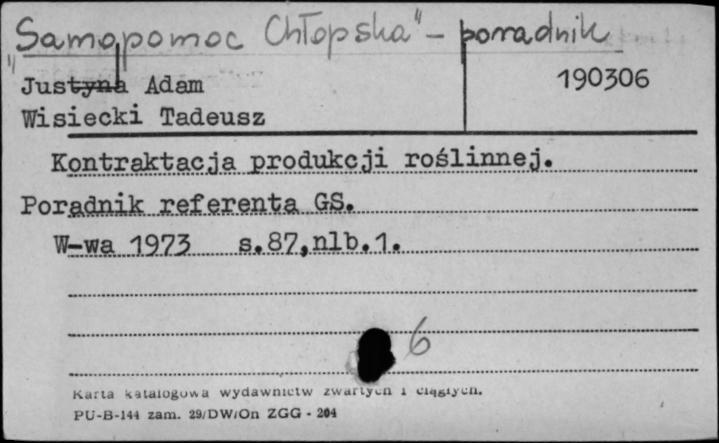 "Samopomoc Chłopska" - poradnik
Justyna Adam
190306
Wisiecki Tadeusz
Kontraktacja produkcji roślinnej.
Poradnik referenta GS.
W-wa 1973 s.87,nlb.1.
6
Karta katalogowa wydawnictw zwartych i ciągłych.
PU-B-144 zam. 29/DW/On ZGG - 204